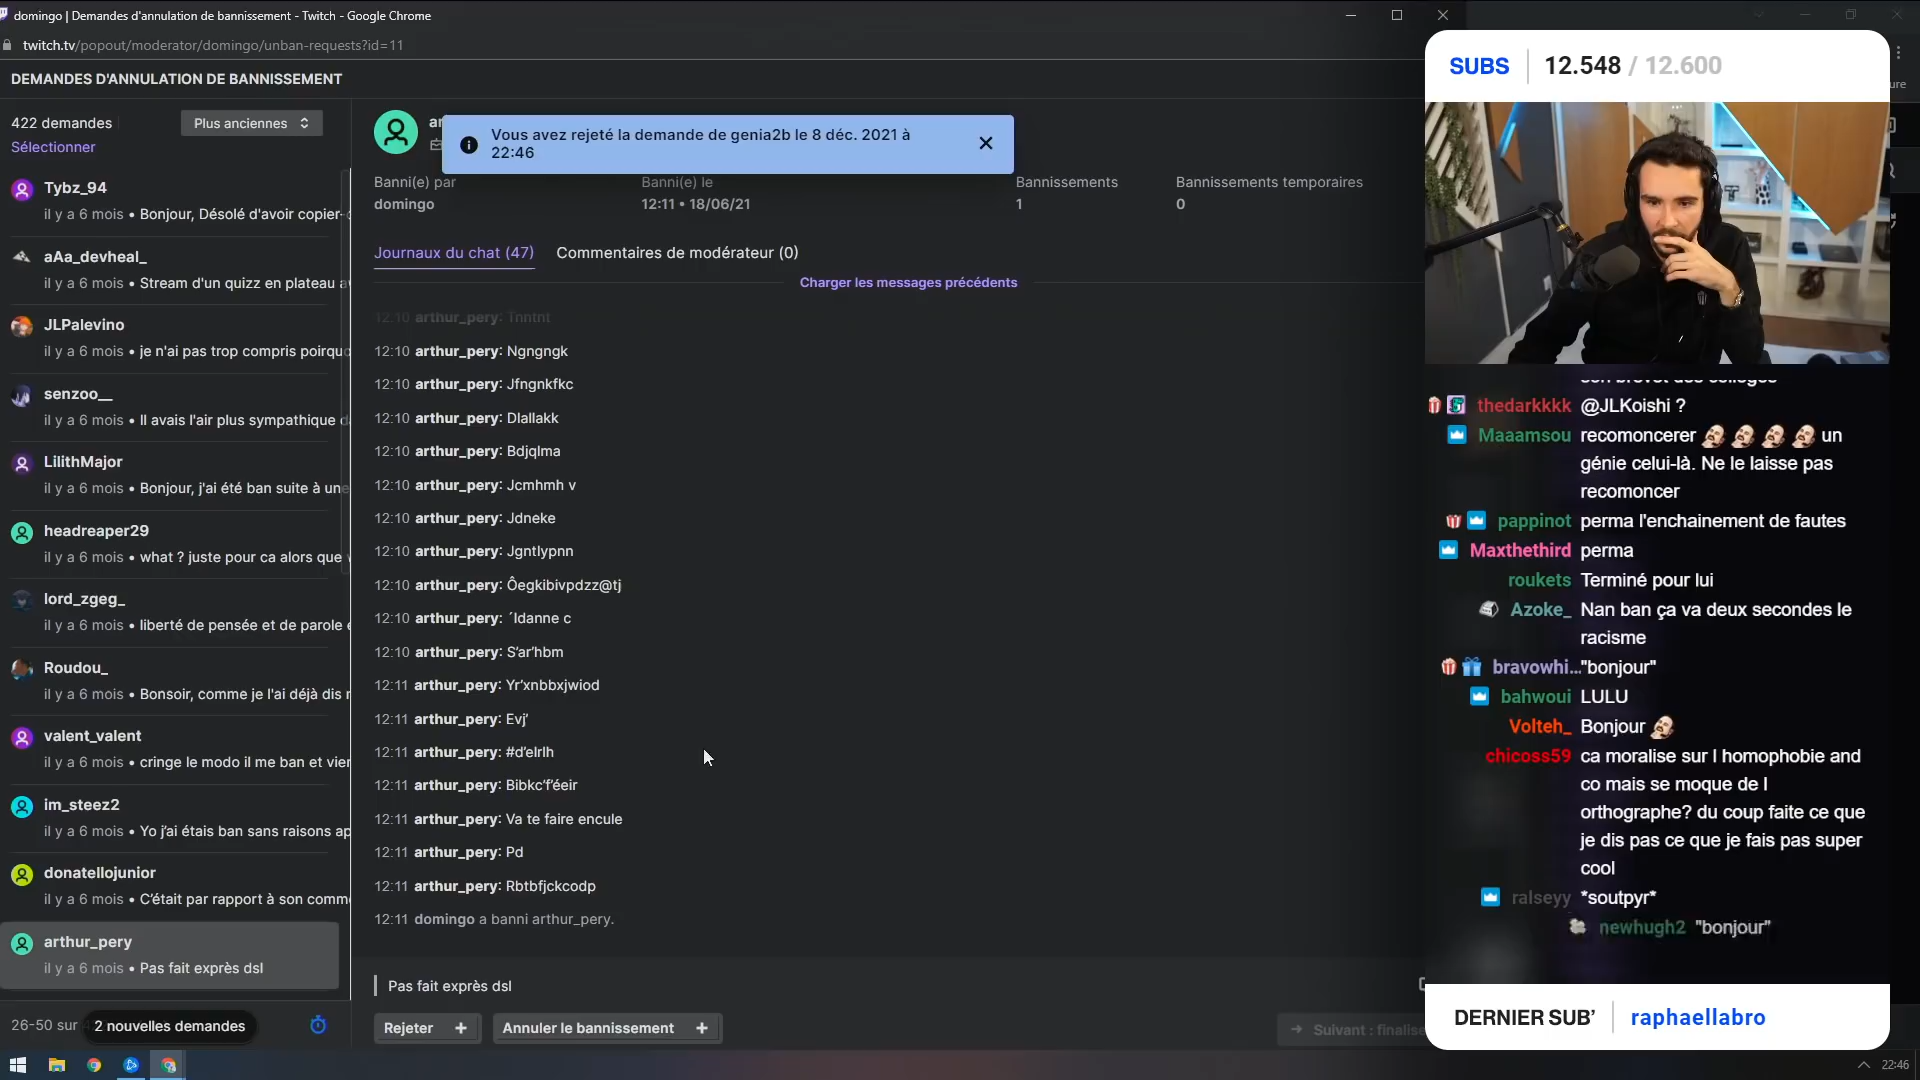 domingo | Demandes d'annulation de bannissement - Twitch - Google Chrome
twitch.tv/popout/moderator/domingo/unban-requests?id=11
DEMANDES D'ANNULATION DE BANNISSEMENT
422 demandes
Plus anciennes
Sélectionner
Tybz_94
il y a 6 mois • Bonjour, Désolé d'avoir copier-
aAa_devheal_
il y a 6 mois • Stream d'un quizz en plateau
JLPalevino
il y a 6 mois • je n'ai pas trop compris
senzoo__
il y a 6 mois • Il avais l'air plus sympathique
LilithMajor
il y a 6 mois • Bonjour, j'ai été ban suite à une
headreaper29
il y a 6 mois • what ? juste pour ca alors que
lord_zgeg_
il y a 6 mois • liberté de pensée et de parole
Roudou_
il y a 6 mois • Bonsoir, comme je l'ai déjà dis
valent_valent
il y a 6 mois • cringe le modo il me ban et
im_steez2
il y a 6 mois • Yo j'ai étais ban sans raisons
donatellojunior
il y a 6 mois • C'était par rapport à son
arthur_pery
il y a 6 mois • Pas fait exprès dsl
26-50 sur
2 nouvelles demandes
Vous avez rejeté la demande de genia2b le 8 déc. 2021 à
22:46
Banni(e) par
domingo
Banni(e) le
12:11 • 18/06/21
Bannissements
1
Bannissements temporaires
0
Journaux du chat (47)
Commentaires de modérateur (0)
Charger les messages précédents
12:10 arthur_pery: Tnntnt
12:10 arthur_pery: Ngngngk
12:10 arthur_pery: Jfngnkfkc
12:10 arthur_pery: Dlallakk
12:10 arthur_pery: Bdjqlma
12:10 arthur_pery: Jcmhmh v
12:10 arthur_pery: Jdneke
12:10 arthur_pery: Jgntlypnn
12:10 arthur_pery: Ôegkibivpdzz@tj
12:10 arthur_pery: ´Idanne c
12:10 arthur_pery: S'ar'hbm
12:11 arthur_pery: Yr'xnbbxjwiod
12:11 arthur_pery: Evj'
12:11 arthur_pery: #d'elrlh
12:11 arthur_pery: Bibkc'f'éeir
12:11 arthur_pery: Va te faire encule
12:11 arthur_pery: Pd
12:11 arthur_pery: Rbtbfjckcodp
12:11 domingo a banni arthur_pery.
Pas fait exprès dsl
Rejeter +
Annuler le bannissement +
→ Suivant : finalise
SUBS 12.548 / 12.600
son brevet des collèges
thedarkkkk @JLKoishi ?
Maaamsou recomoncerer un
génie celui-là. Ne le laisse pas
recomoncer
pappinot perma l'enchainement de fautes
Maxthethird perma
roukets Terminé pour lui
Azoke_ Nan ban ça va deux secondes le
racisme
bravowhi... "bonjour"
bahwoui LULU
Volteh_ Bonjour
chicoss59 ca moralise sur l homophobie and
co mais se moque de l
orthographe? du coup faite ce que
je dis pas ce que je fais pas super
cool
ralseyy *soutpyr*
newhugh2 "bonjour"
DERNIER SUB' raphaellabro
22:46